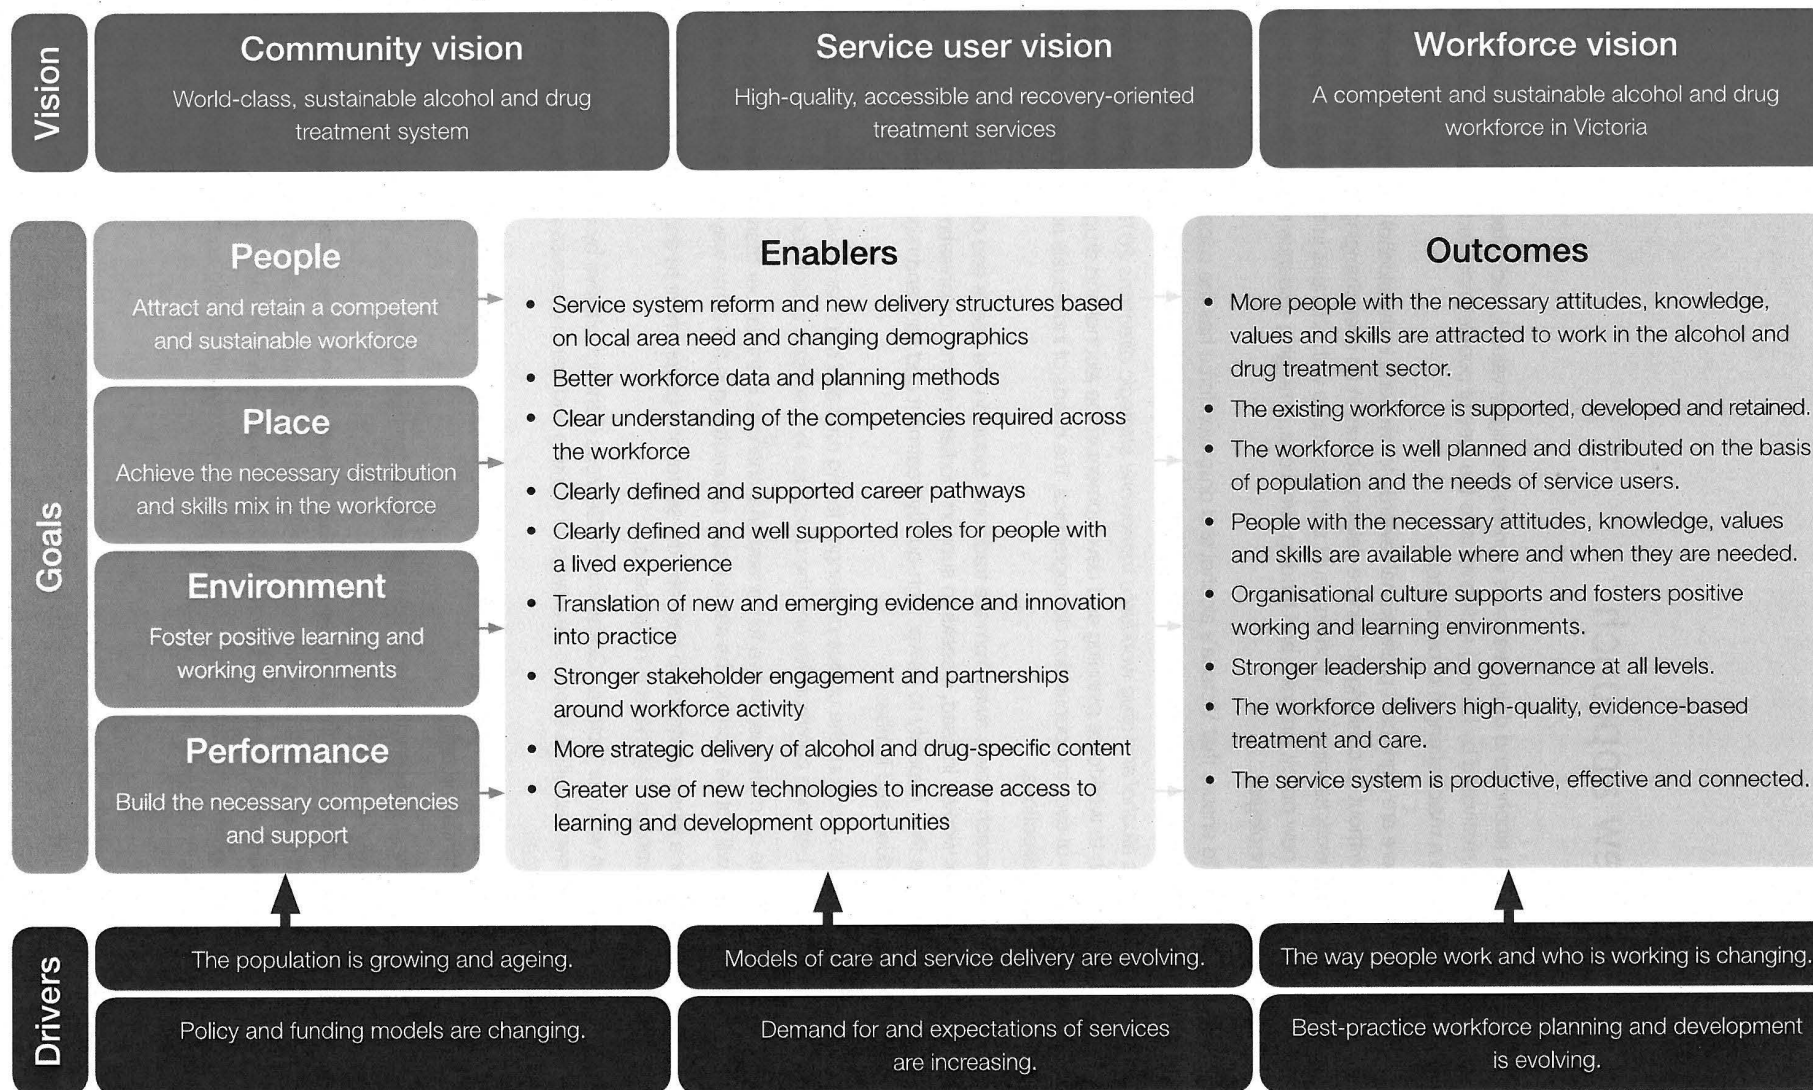 Vision
Community vision
World-class, sustainable alcohol and drug
treatment system
Service user vision
High-quality, accessible and recovery-oriented
treatment services
Workforce vision
A competent and sustainable alcohol and drug
workforce in Victoria
Goals
People
Attract and retain a competent
and sustainable workforce
Place
Achieve the necessary distribution
and skills mix in the workforce
Environment
Foster positive learning and
working environments
Performance
Build the necessary competencies
and support
Enablers
• Service system reform and new delivery structures based
on local area need and changing demographics
• Better workforce data and planning methods
• Clear understanding of the competencies required across
the workforce
• Clearly defined and supported career pathways
• Clearly defined and well supported roles for people with
a lived experience
• Translation of new and emerging evidence and innovation
into practice
• Stronger stakeholder engagement and partnerships
around workforce activity
• More strategic delivery of alcohol and drug-specific content
• Greater use of new technologies to increase access to
learning and development opportunities
Outcomes
• More people with the necessary attitudes, knowledge,
values and skills are attracted to work in the alcohol and
drug treatment sector.
• The existing workforce is supported, developed and retained.
• The workforce is well planned and distributed on the basis
of population and the needs of service users.
• People with the necessary attitudes, knowledge, values
and skills are available where and when they are needed.
• Organisational culture supports and fosters positive
working and learning environments.
• Stronger leadership and governance at all levels.
• The workforce delivers high-quality, evidence-based
treatment and care.
• The service system is productive, effective and connected.
Drivers
The population is growing and ageing.
Models of care and service delivery are evolving.
The way people work and who is working is changing.
Policy and funding models are changing.
Demand for and expectations of services
are increasing.
Best-practice workforce planning and development
is evolving.